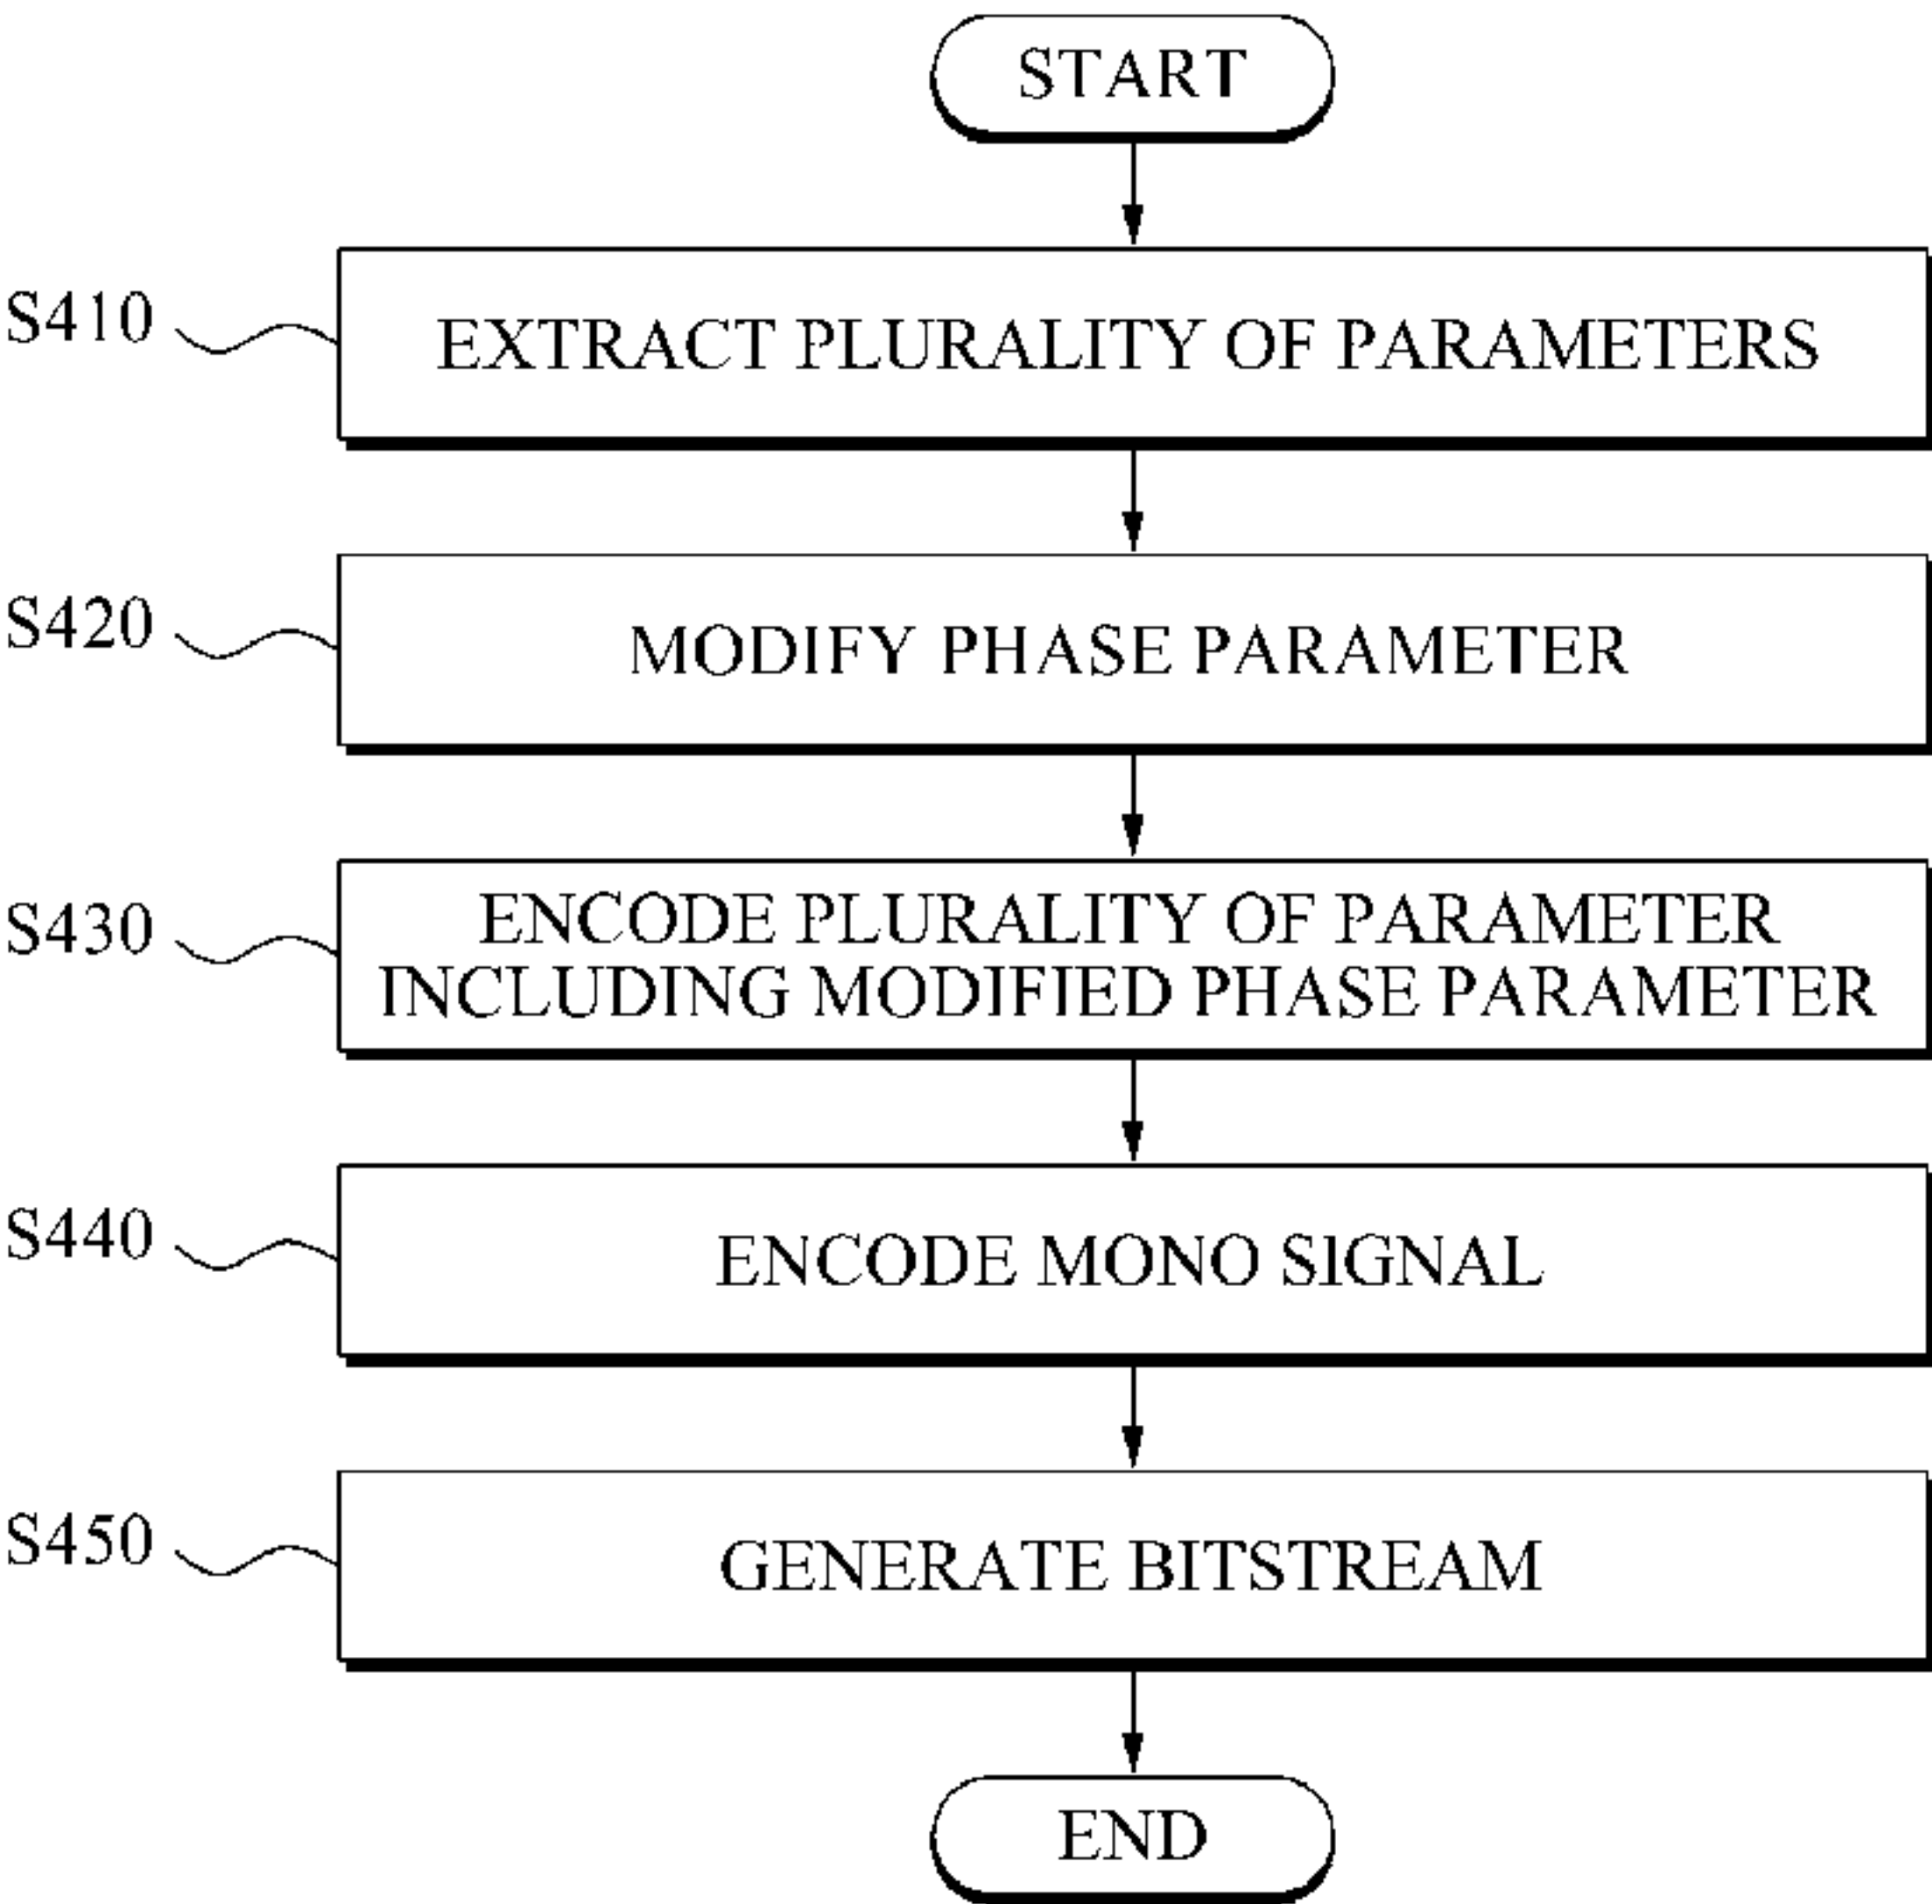 START
S410
EXTRACT PLURALITY OF PARAMETERS
S420
MODIFY PHASE PARAMETER
S430
ENCODE PLURALITY OF PARAMETER
INCLUDING MODIFIED PHASE PARAMETER
S440
ENCODE MONO SIGNAL
S450
GENERATE BITSTREAM
END